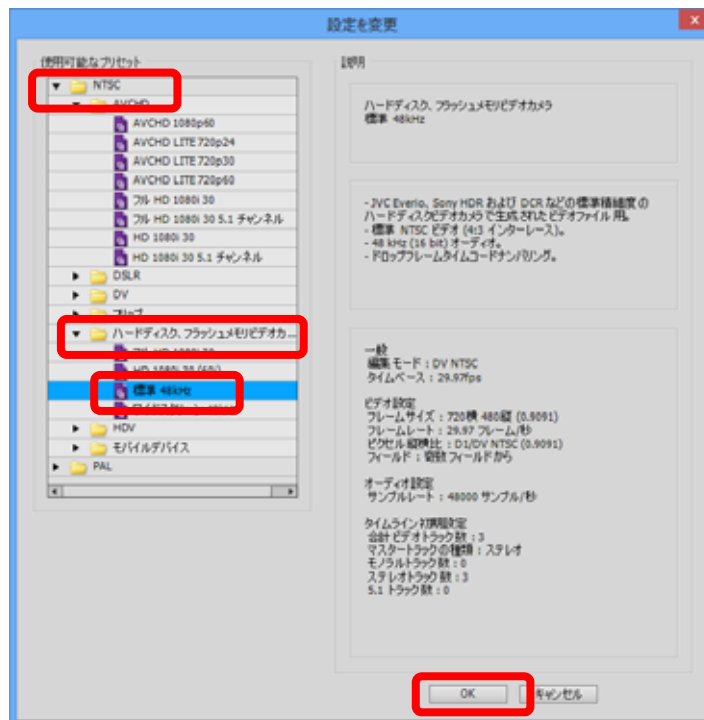 設定を変更
使用可能なプリセット
NTSC
AVCHD
AVCHD 1080p60
AVCHD LITE 720p24
AVCHD LITE 720p30
AVCHD LITE 720p60
フル HD 1080i 30
フル HD 1080i 30 5.1 チャンネル
HD 1080i 30
HD 1080i 30 5.1 チャンネル
DSLR
DV
ハードディスク、フラッシュメモリビデオカ...
フル HD 1080i 30
HD 1080i 30 (60i)
標準 48kHz
HDV
モバイルデバイス
PAL
説明
ハードディスク、フラッシュメモリビデオカメラ
標準 48kHz
- JVC Everio、Sony HDR および DCR などの標準精細度の
ハードディスクビデオカメラで生成されたビデオファイル 用。
- 標準 NTSC ビデオ (4:3 インターレース)。
- 48 kHz (16 bit) オーディオ。
- ドロップフレームタイムコードナンバリング。
一般
編集モード : DV NTSC
タイムベース : 29.97fps
ビデオ設定
フレームサイズ : 720横 480縦 (0.9091)
フレームレート : 29.97 フレーム/秒
ピクセル縦横比 : D1/DV NTSC (0.9091)
フィールド : 奇数フィールドから
オーディオ設定
サンプルレート : 48000 サンプル/秒
タイムライン初期設定
合計ビデオトラック数 : 3
マスタートラックの種類 : ステレオ
モノラルトラック数 : 0
ステレオトラック数 : 3
5.1 トラック数 : 0
OK
キャンセル